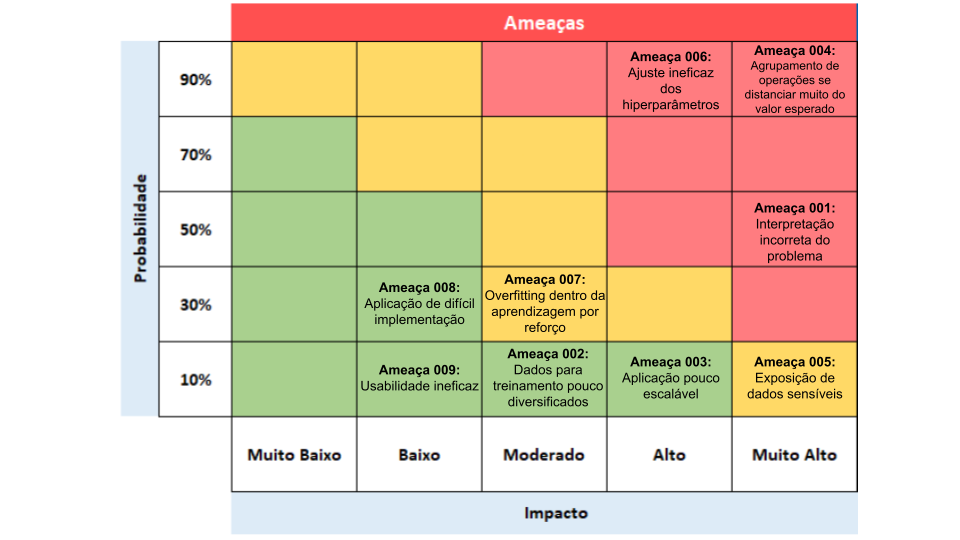 Ameaças
Probabilidade
90%
Ameaça 006:
Ajuste ineficaz
dos
hiperparâmetros
Ameaça 004:
Agrupamento de
operações se
distanciar muito do
valor esperado
70%
50%
Ameaça 001:
Interpretação
incorreta do
problema
30%
Ameaça 008:
Aplicação de difícil
implementação
Ameaça 007:
Overfitting dentro da
aprendizagem por
reforço
10%
Ameaça 009:
Usabilidade ineficaz
Ameaça 002:
Dados para
treinamento pouco
diversificados
Ameaça 003:
Aplicação pouco
escalável
Ameaça 005:
Exposição de
dados sensíveis
Muito Baixo
Baixo
Moderado
Alto
Muito Alto
Impacto